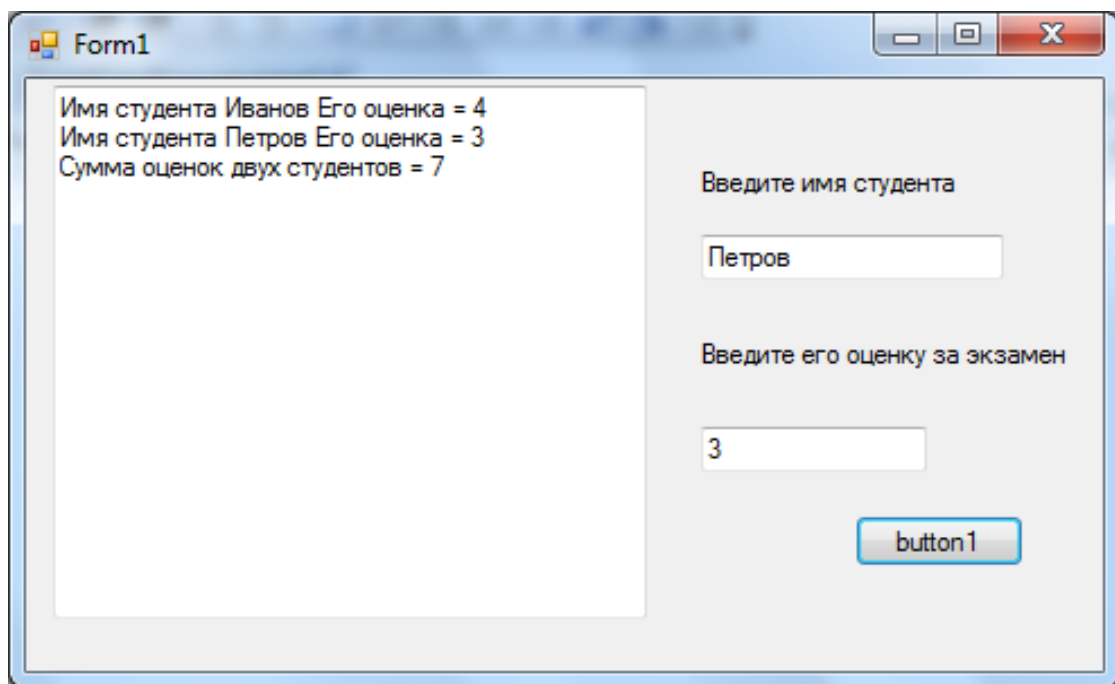 Form1
Имя студента Иванов Его оценка = 4
Имя студента Петров Его оценка = 3
Сумма оценок двух студентов = 7
Введите имя студента
Петров
Введите его оценку за экзамен
3
button1